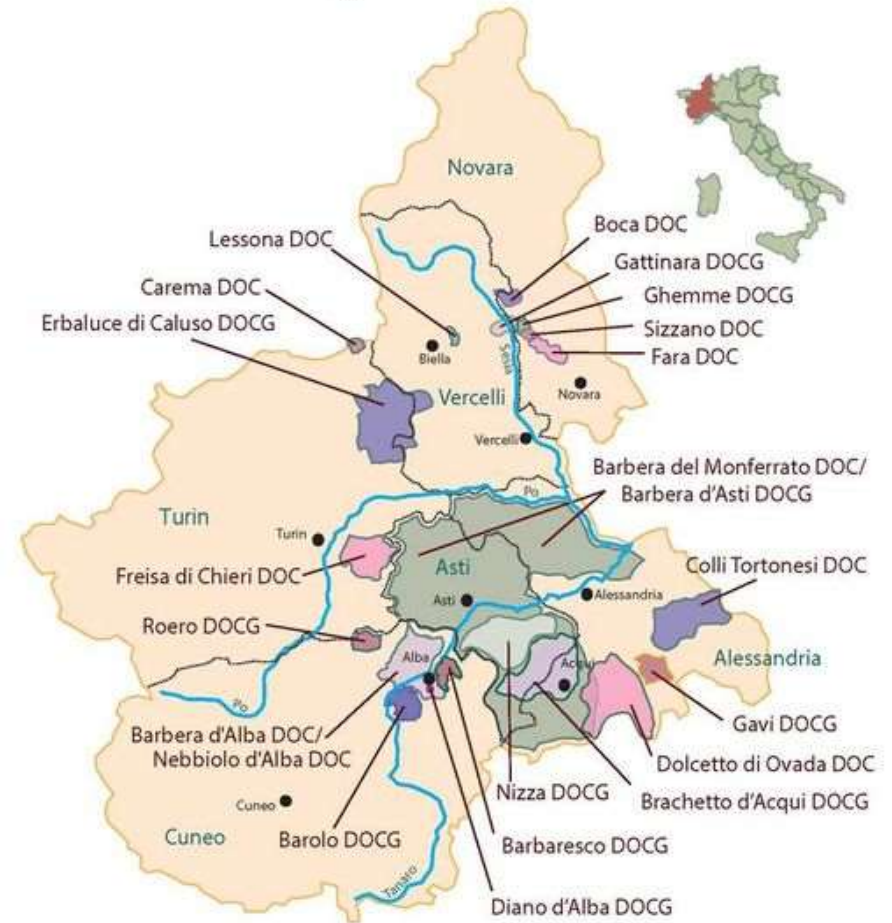 Novara
Boca DOC
Lessona DOC
Gattinara DOCG
Carema DOC
Ghemme DOCG
Erbaluce di Caluso DOCG
Sizzano DOC
Fara DOC
Biella
Sesia
Novara
Vercelli
Vercelli
Barbera del Monferrato DOC/
Barbera d'Asti DOCG
Po
Turin
Turin
Freisa di Chieri DOC
Asti
Colli Tortonesi DOC
Asti
Alessandria
Roero DOCG
Alba
Acqui
Alessandria
Po
Gavi DOCG
Barbera d'Alba DOC/
Nebbiolo d'Alba DOC
Dolcetto di Ovada DOC
Nizza DOCG
Brachetto d'Acqui DOCG
Cuneo
Cuneo
Barolo DOCG
Barbaresco DOCG
Tanaro
Diano d'Alba DOCG